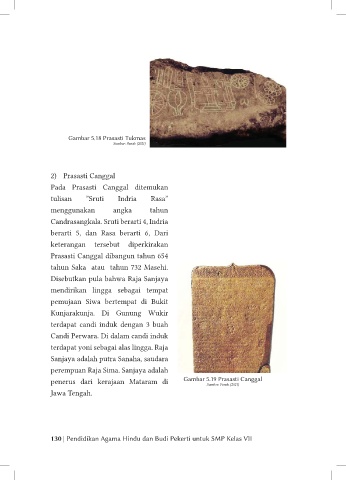 Gambar 5.18 Prasasti Tukmas
2) Prasasti Canggal
Pada Prasasti Canggal ditemukan
tulisan "Sruti Indria Rasa"
menggunakan angka tahun
Candrasangkala. Sruti berarti 4, Indria
berarti 5, dan Rasa berarti 6, Dari
keterangan tersebut diperkirakan
Prasasti Canggal dibangun tahun 654
tahun Saka atau tahun 732 Masehi.
Disebutkan pula bahwa Raja Sanjaya
mendirikan lingga sebagai tempat
pemujaan Siwa bertempat di Bukit
Kunjarakunja. Di Gunung Wukir
terdapat candi induk dengan 3 buah
Candi Perwara. Di dalam candi induk
terdapat yoni sebagai alas lingga. Raja
Sanjaya adalah putra Sanaha, saudara
perempuan Raja Sima. Sanjaya adalah
penerus dari kerajaan Mataram di
Jawa Tengah.
Gambar 5.19 Prasasti Canggal
130 | Pendidikan Agama Hindu dan Budi Pekerti untuk SMP Kelas VII